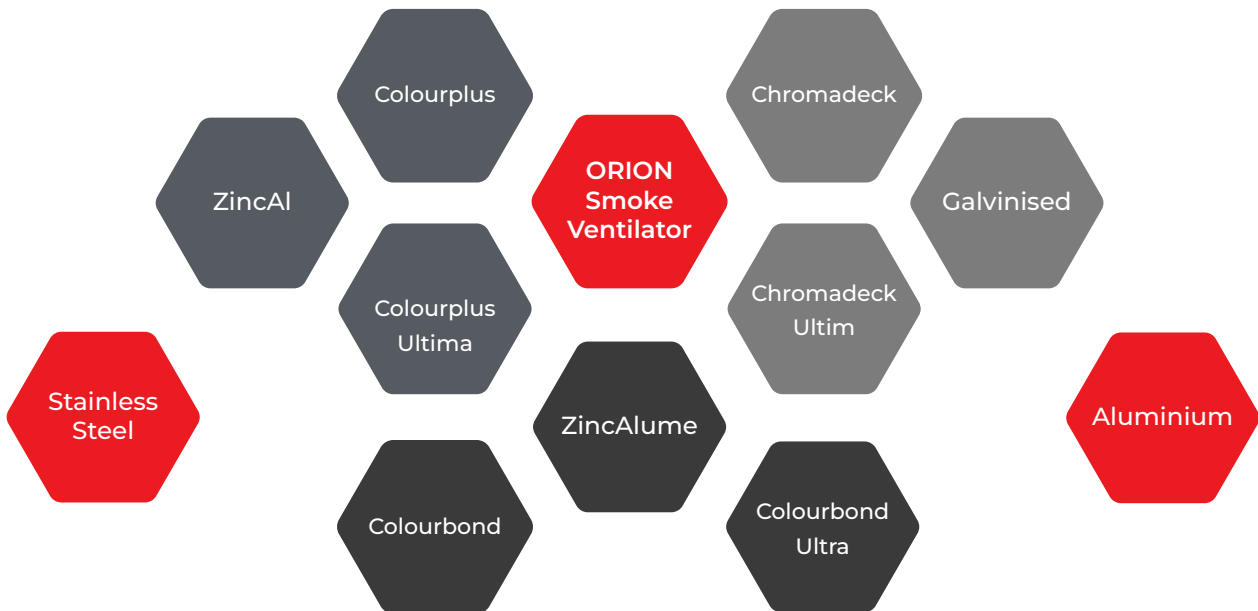 Colourplus
Chromadeck
ZincAl
ORION
Smoke
Ventilator
Galvinised
Colourplus
Ultima
Chromadeck
Ultim
Stainless
Steel
ZincAlume
Aluminium
Colourbond
Colourbond
Ultra